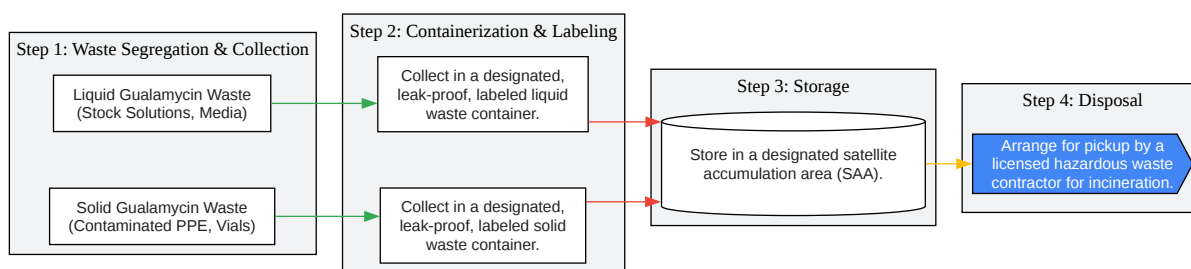 Step 1: Waste Segregation & Collection
Liquid Gualamycin Waste
(Stock Solutions, Media)
Solid Gualamycin Waste
(Contaminated PPE, Vials)
Step 2: Containerization & Labeling
Collect in a designated,
leak-proof, labeled liquid
waste container.
Collect in a designated,
leak-proof, labeled solid
waste container.
Step 3: Storage
Store in a designated satellite
accumulation area (SAA).
Step 4: Disposal
Arrange for pickup by a
licensed hazardous waste
contractor for incineration.